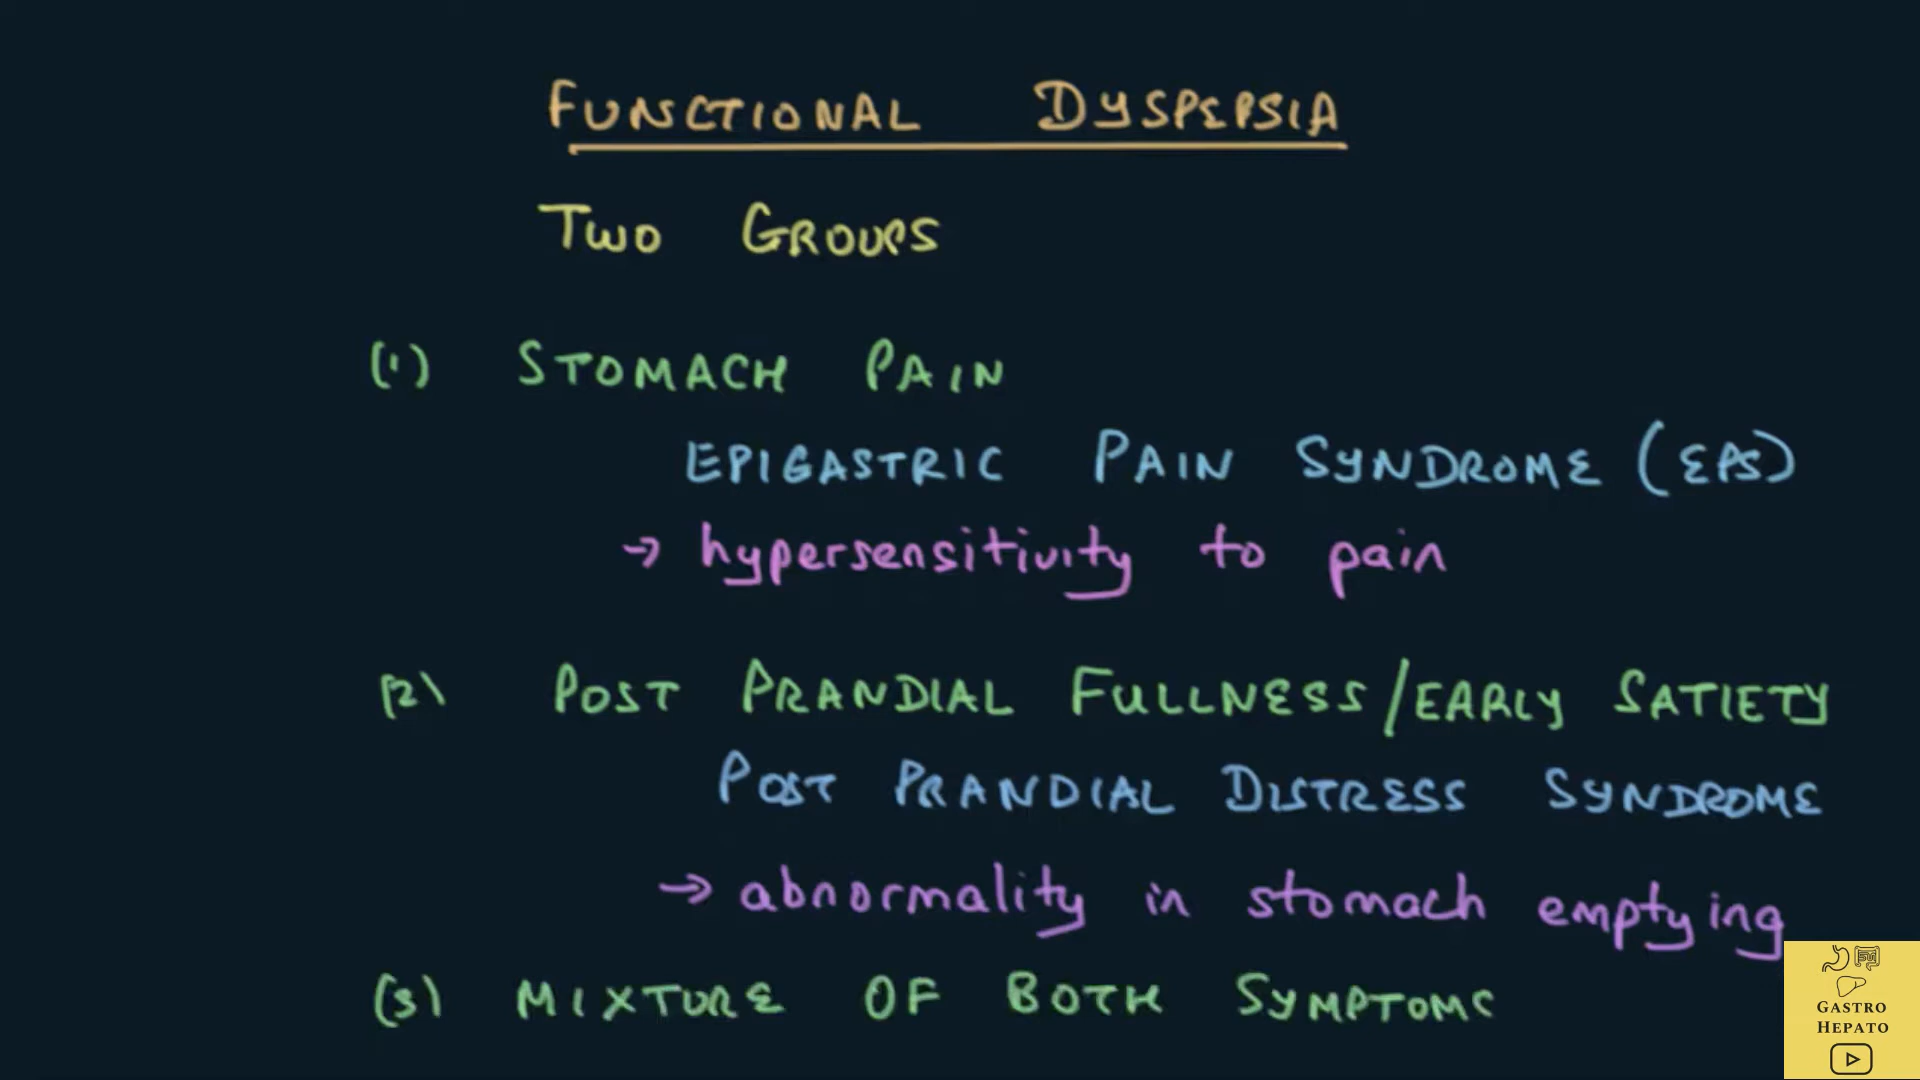 FUNCTIONAL DYSPEPSIA
TWO GROUPS
(1) STOMACH PAIN
EPIGASTRIC PAIN SYNDROME (EPS)
→ hypersensitivity to pain
(2) POST PRANDIAL FULLNESS/EARLY SATIETY
POST PRANDIAL DISTRESS SYNDROME
→ abnormality in stomach emptying
(3) MIXTURE OF BOTH SYMPTOMS
GASTRO
HEPATO